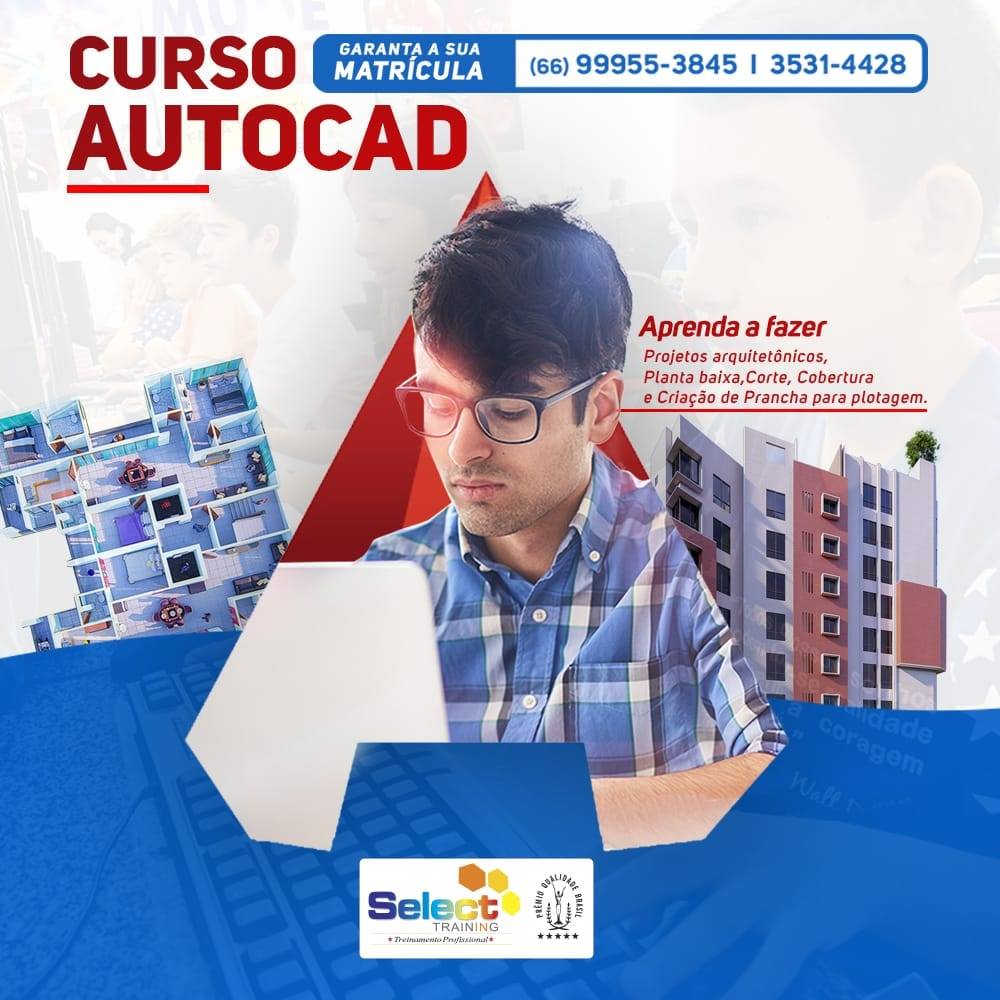 CURSO
AUTOCAD
GARANTA A SUA
MATRÍCULA
(66) 99955-3845 | 3531-4428
Aprenda a fazer
Projetos arquitetônicos,
Planta baixa,Corte, Cobertura
e Criação de Prancha para plotagem.
coragem
Select
TRAINING
Treinamento Profissional
PRÊMIO QUALIDADE BRASIL